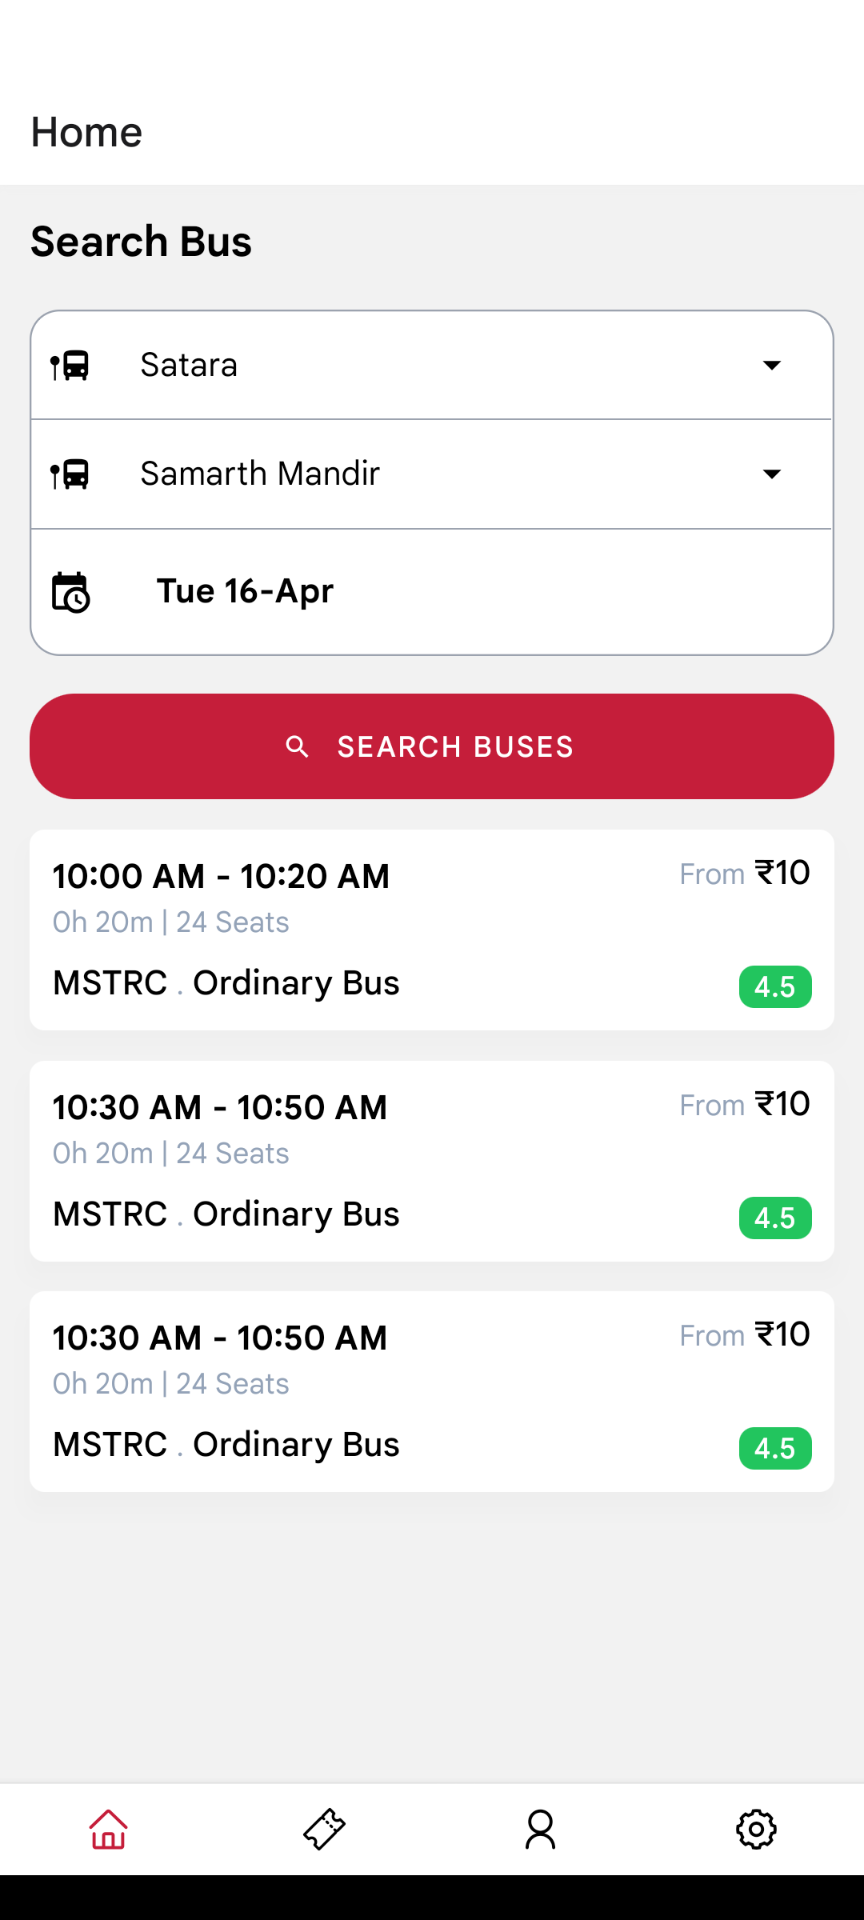 Home
Search Bus
Satara
Samarth Mandir
Tue 16-Apr
SEARCH BUSES
10:00 AM - 10:20 AM From ₹10
0h 20m | 24 Seats
MSTRC . Ordinary Bus 4.5
10:30 AM - 10:50 AM From ₹10
0h 20m | 24 Seats
MSTRC . Ordinary Bus 4.5
10:30 AM - 10:50 AM From ₹10
0h 20m | 24 Seats
MSTRC . Ordinary Bus 4.5